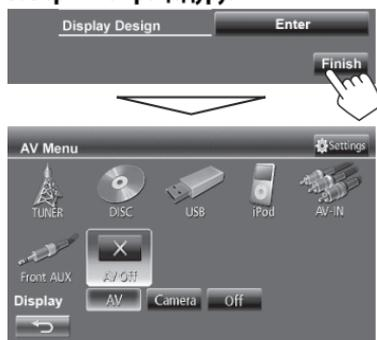 Display Design Enter
Finish
AV Menu Settings
TUNER DISC USB iPod AV-IN
Front AUX AV Off
Display AV Camera Off